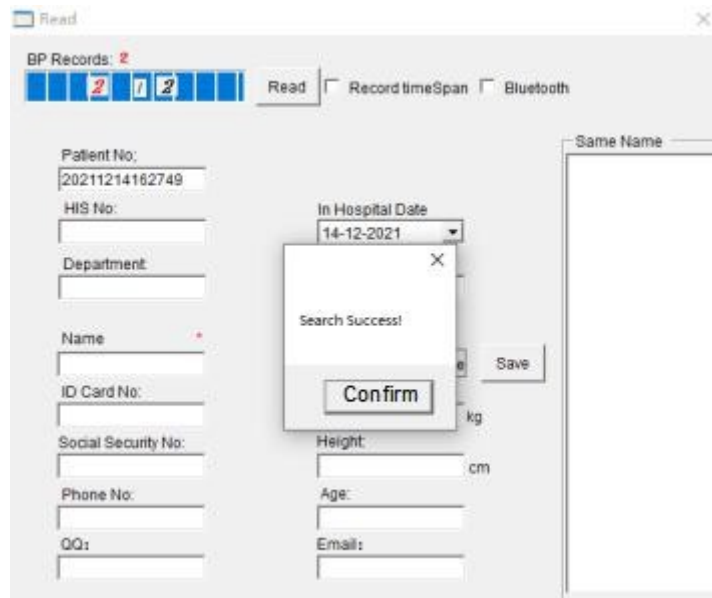 Read
BP Records: 2
2 / 2
Read
Record timeSpan
Bluetooth
Same Name
Patient No:
20211214162749
HIS No:
In Hospital Date
14-12-2021
Department
Search Success!
Name *
Save
ID Card No:
Confirm
kg
Social Security No:
Height:
cm
Phone No:
Age:
QQ:
Email: